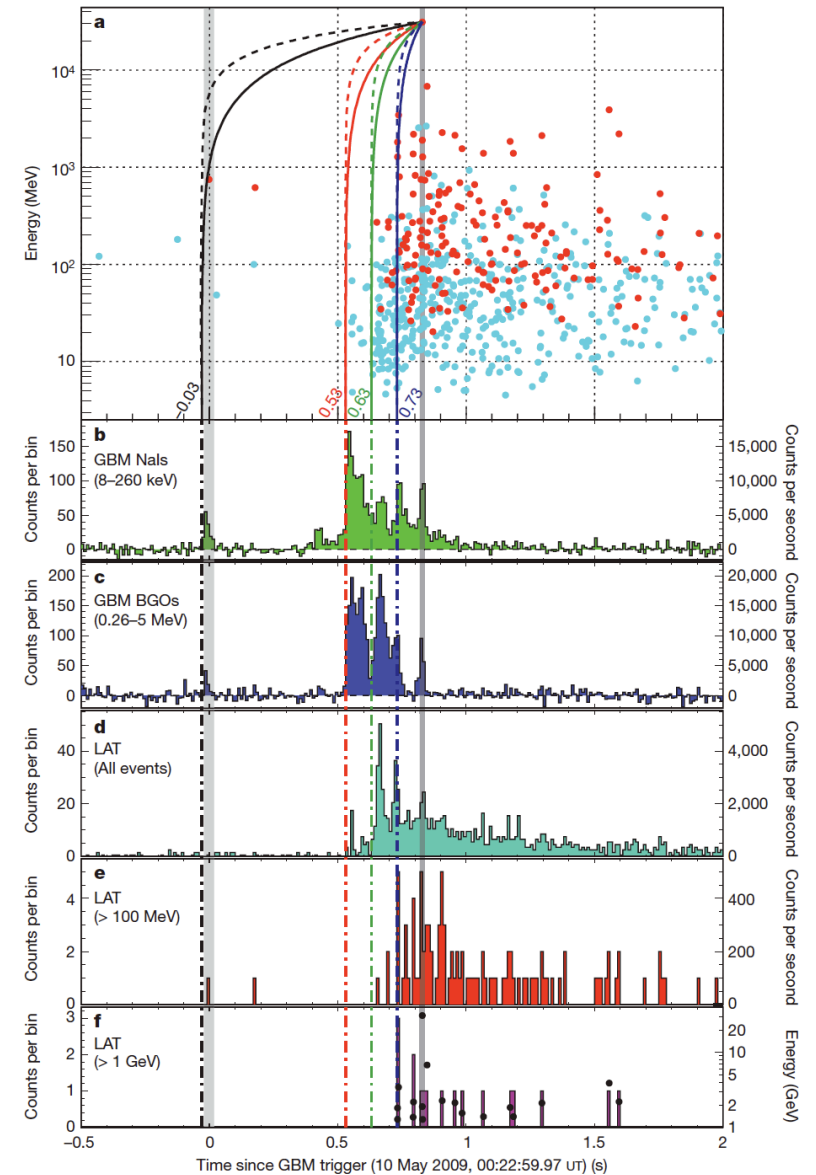 a
10⁴
10³
10²
10
Energy (MeV)
–0.03
0.53
0.63
0.73
b
GBM NaIs
(8–260 keV)
Counts per bin
150
100
50
0
15,000
10,000
5,000
0
Counts per second
c
GBM BGOs
(0.26–5 MeV)
Counts per bin
200
150
100
50
0
20,000
15,000
10,000
5,000
0
Counts per second
d
LAT
(All events)
Counts per bin
40
20
0
4,000
2,000
0
Counts per second
e
LAT
(> 100 MeV)
Counts per bin
4
2
0
400
200
0
Counts per second
f
LAT
(> 1 GeV)
Counts per bin
3
2
1
0
20
10
5
2
1
Energy (GeV)
–0.5
0
0.5
1
1.5
2
Time since GBM trigger (10 May 2009, 00:22:59.97 UT) (s)